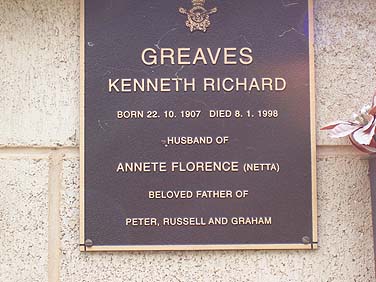 GREAVES
KENNETH RICHARD
BORN 22. 10. 1907 DIED 8. 1. 1998
HUSBAND OF
ANNETE FLORENCE (NETTA)
BELOVED FATHER OF
PETER, RUSSELL AND GRAHAM